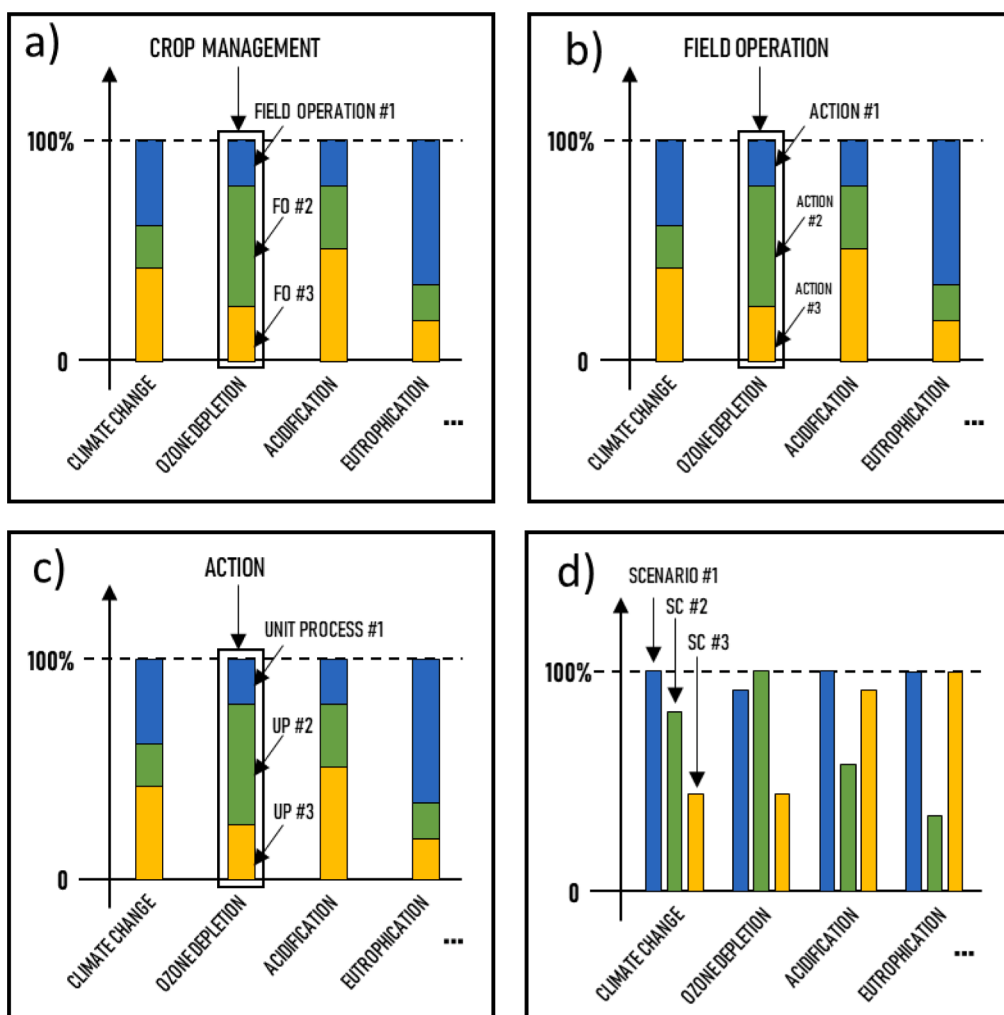 a)
CROP MANAGEMENT
FIELD OPERATION #1
100%
FO #2
FO #3
0
CLIMATE CHANGE
OZONE DEPLETION
ACIDIFICATION
EUTROPHICATION
...
b)
FIELD OPERATION
ACTION #1
100%
ACTION
#2
ACTION
#3
0
CLIMATE CHANGE
OZONE DEPLETION
ACIDIFICATION
EUTROPHICATION
...
c)
ACTION
UNIT PROCESS #1
100%
UP #2
UP #3
0
CLIMATE CHANGE
OZONE DEPLETION
ACIDIFICATION
EUTROPHICATION
...
d)
SCENARIO #1
SC #2
SC #3
100%
0
CLIMATE CHANGE
OZONE DEPLETION
ACIDIFICATION
EUTROPHICATION
...